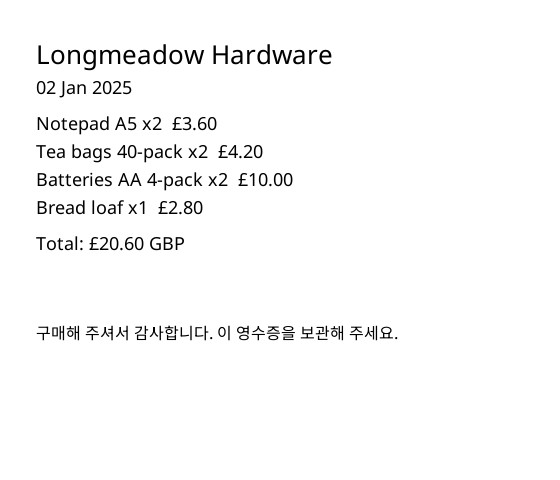 Longmeadow Hardware
02 Jan 2025
Notepad A5 x2  £3.60
Tea bags 40-pack x2  £4.20
Batteries AA 4-pack x2  £10.00
Bread loaf x1  £2.80
Total: £20.60 GBP
구매해 주셔서 감사합니다. 이 영수증을 보관해 주세요.